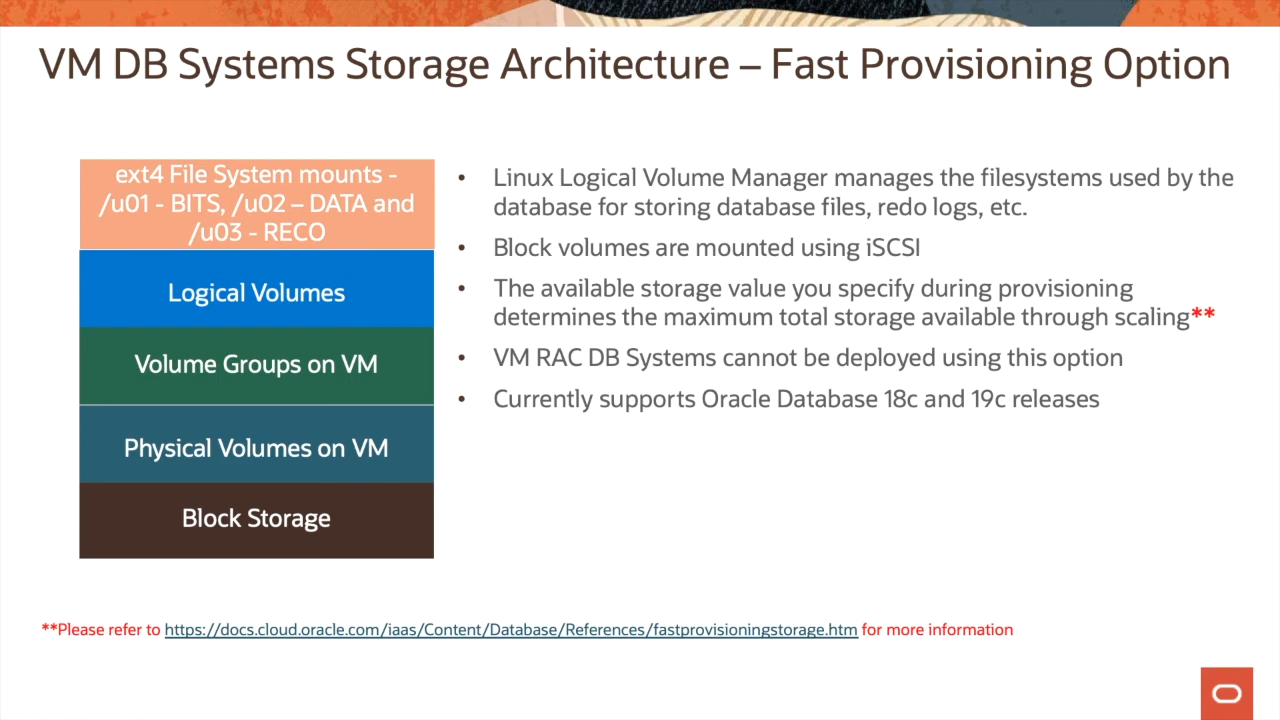 VM DB Systems Storage Architecture – Fast Provisioning Option
ext4 File System mounts -
/u01 - BITS, /u02 – DATA and
/u03 - RECO
Logical Volumes
Volume Groups on VM
Physical Volumes on VM
Block Storage
• Linux Logical Volume Manager manages the filesystems used by the
database for storing database files, redo logs, etc.
• Block volumes are mounted using iSCSI
• The available storage value you specify during provisioning
determines the maximum total storage available through scaling**
• VM RAC DB Systems cannot be deployed using this option
• Currently supports Oracle Database 18c and 19c releases
**Please refer to https://docs.cloud.oracle.com/iaas/Content/Database/References/fastprovisioningstorage.htm for more information